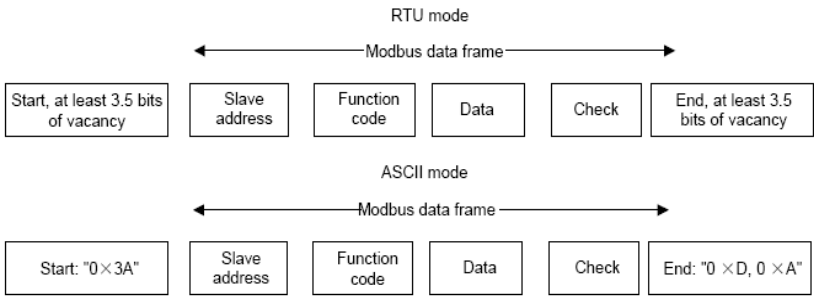 RTU mode
Modbus data frame
Start, at least 3.5 bits
of vacancy
Slave
address
Function
code
Data
Check
End, at least 3.5
bits of vacancy
ASCII mode
Modbus data frame
Start: "0×3A"
Slave
address
Function
code
Data
Check
End: "0 ×D, 0 ×A"